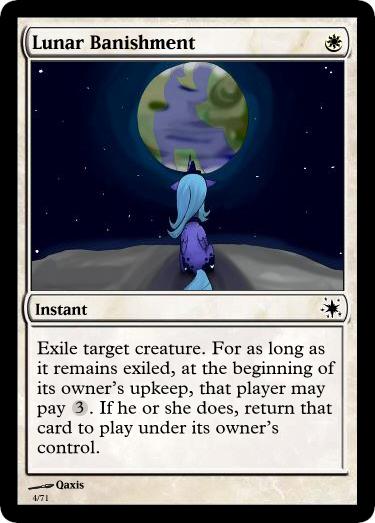 Lunar Banishment
Instant
Exile target creature. For as long as
it remains exiled, at the beginning of
its owner's upkeep, that player may
pay 3. If he or she does, return that
card to play under its owner's
control.
Qaxis
4/71